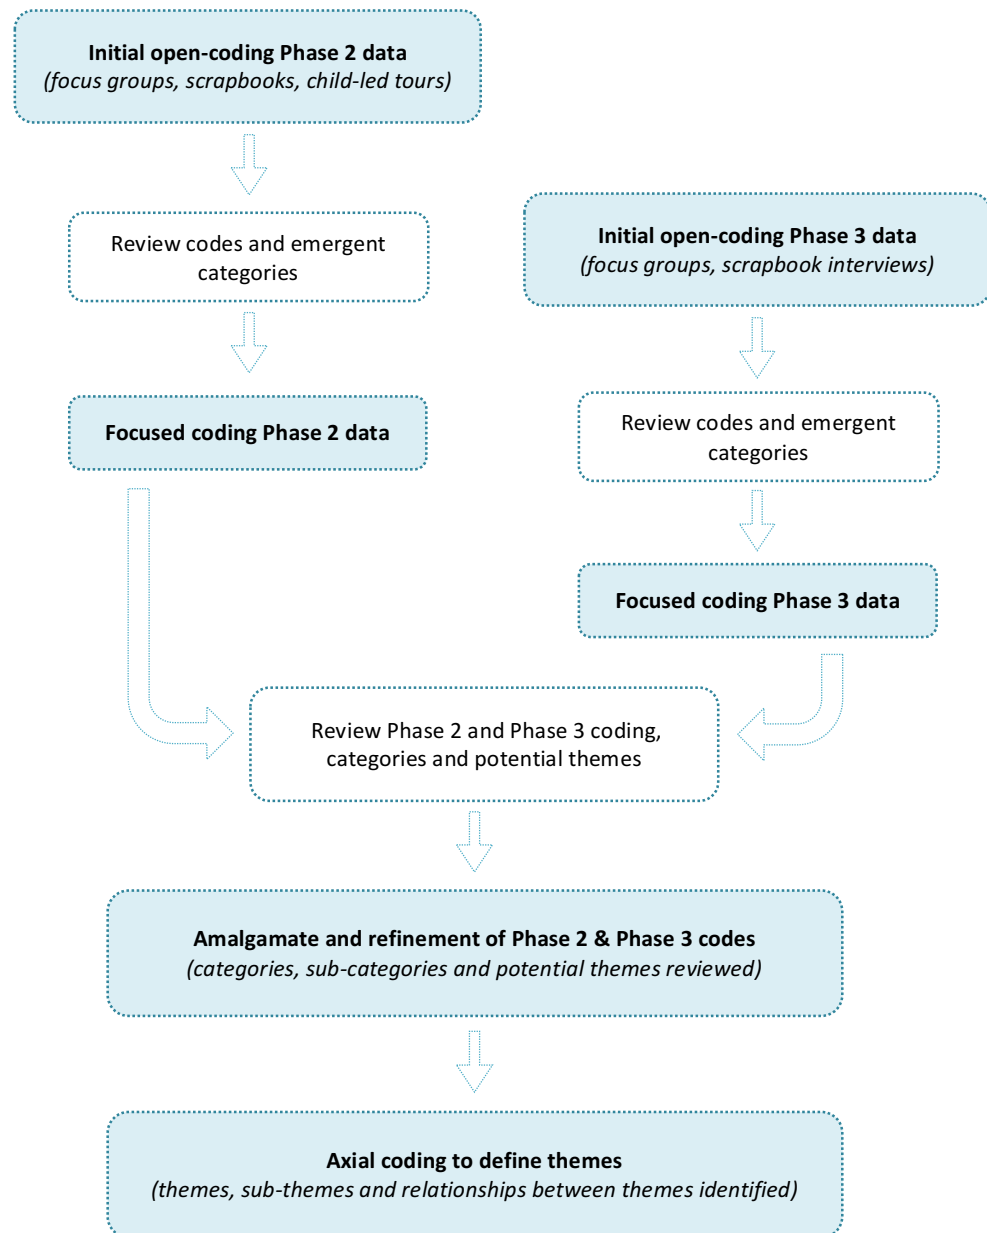 Initial open-coding Phase 2 data
(focus groups, scrapbooks, child-led tours)
Review codes and emergent
categories
Focused coding Phase 2 data
Initial open-coding Phase 3 data
(focus groups, scrapbook interviews)
Review codes and emergent
categories
Focused coding Phase 3 data
Review Phase 2 and Phase 3 coding,
categories and potential themes
Amalgamate and refinement of Phase 2 & Phase 3 codes
(categories, sub-categories and potential themes reviewed)
Axial coding to define themes
(themes, sub-themes and relationships between themes identified)